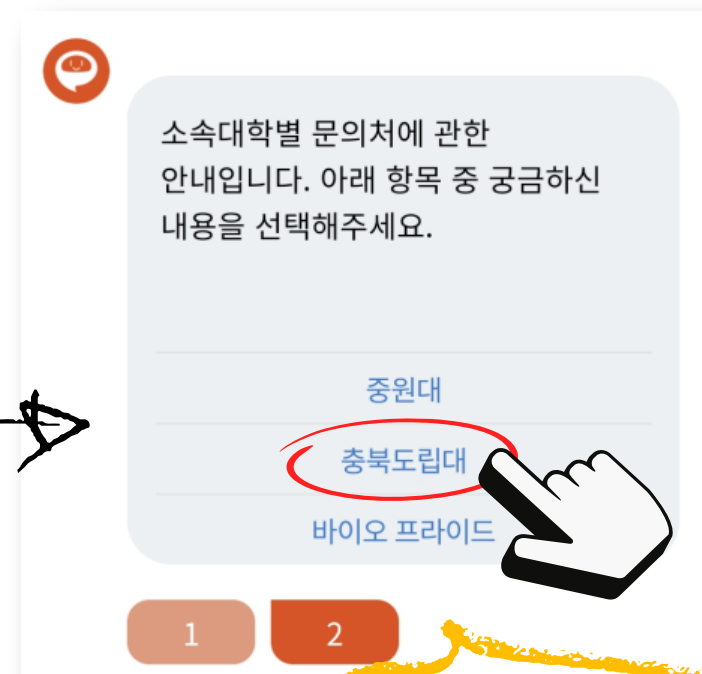 소속대학별 문의처에 관한
안내입니다. 아래 항목 중 궁금하신
내용을 선택해주세요.
중원대
충북도립대
바이오 프라이드
1
2